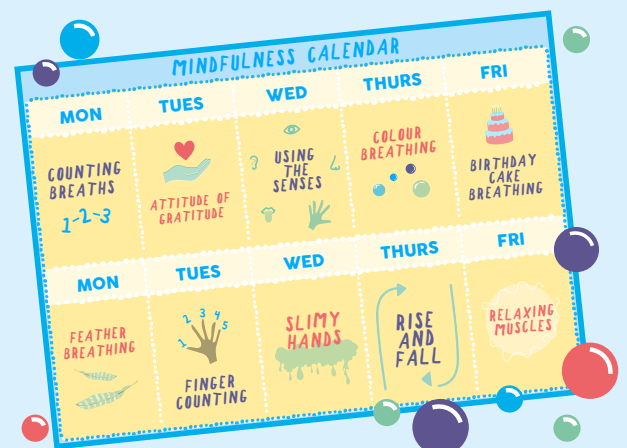 MINDFULNESS CALENDAR
MON
TUES
WED
THURS
FRI
COUNTING
BREATHS
1-2-3
ATTITUDE OF
GRATITUDE
USING
THE
SENSES
COLOUR
BREATHING
BIRTHDAY
CAKE
BREATHING
MON
TUES
WED
THURS
FRI
FEATHER
BREATHING
1 2 3 4 5
FINGER
COUNTING
SLIMY
HANDS
RISE
AND
FALL
RELAXING
MUSCLES